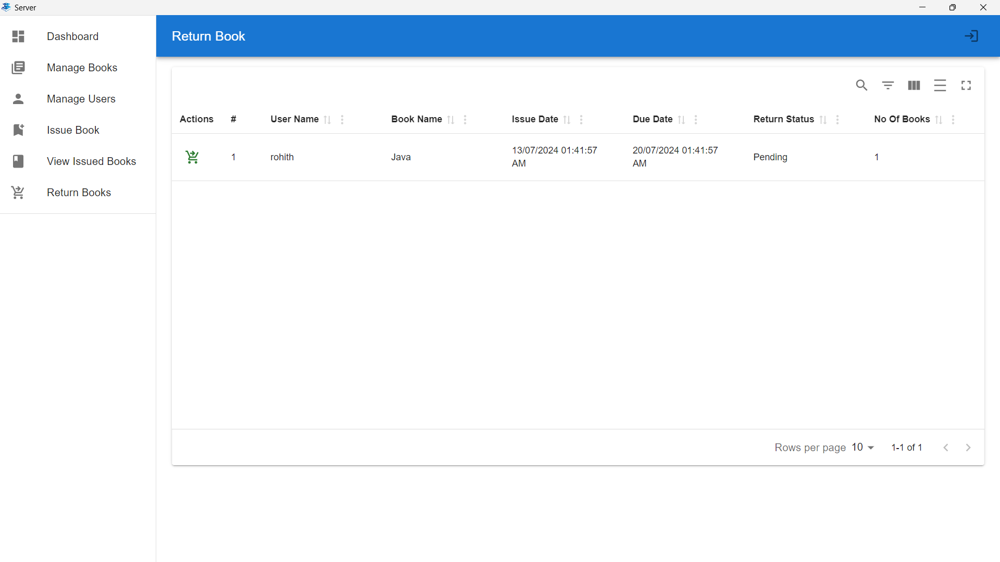 Server
Dashboard
Manage Books
Manage Users
Issue Book
View Issued Books
Return Books
Return Book
Actions # User Name Book Name Issue Date Due Date Return Status No Of Books
1 rohith Java 13/07/2024 01:41:57 AM 20/07/2024 01:41:57 AM Pending 1
Rows per page 10 1-1 of 1